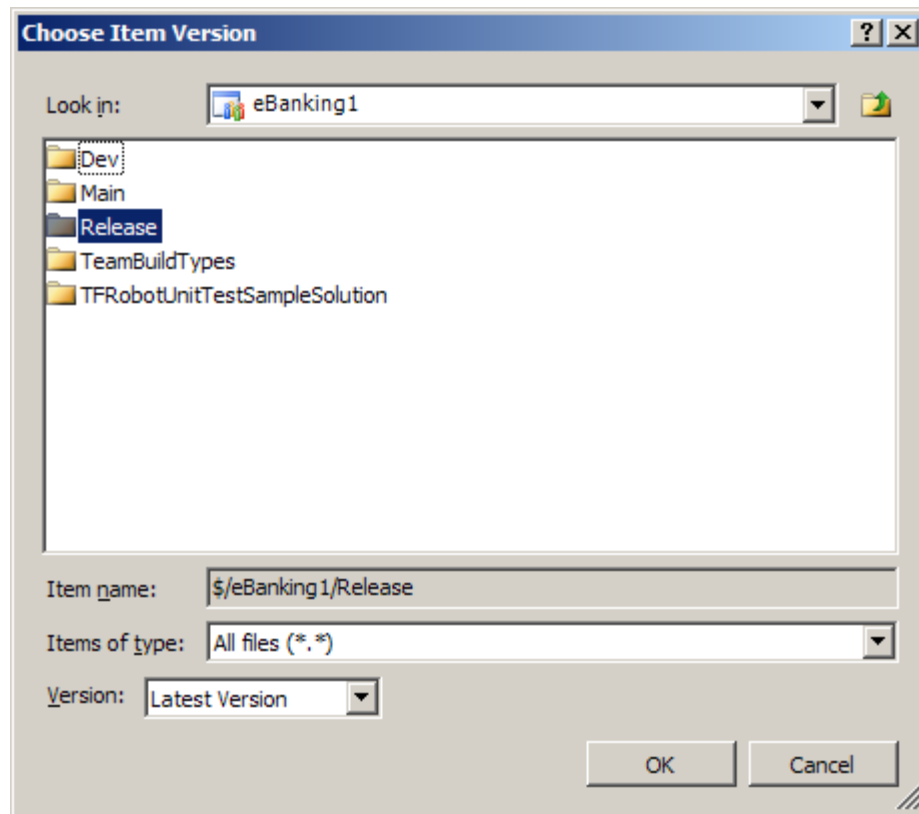 Choose Item Version
Look in: eBanking1
Dev
Main
Release
TeamBuildTypes
TFRobotUnitTestSampleSolution
Item name: $/eBanking1/Release
Items of type: All files (*.*)
Version: Latest Version
OK Cancel